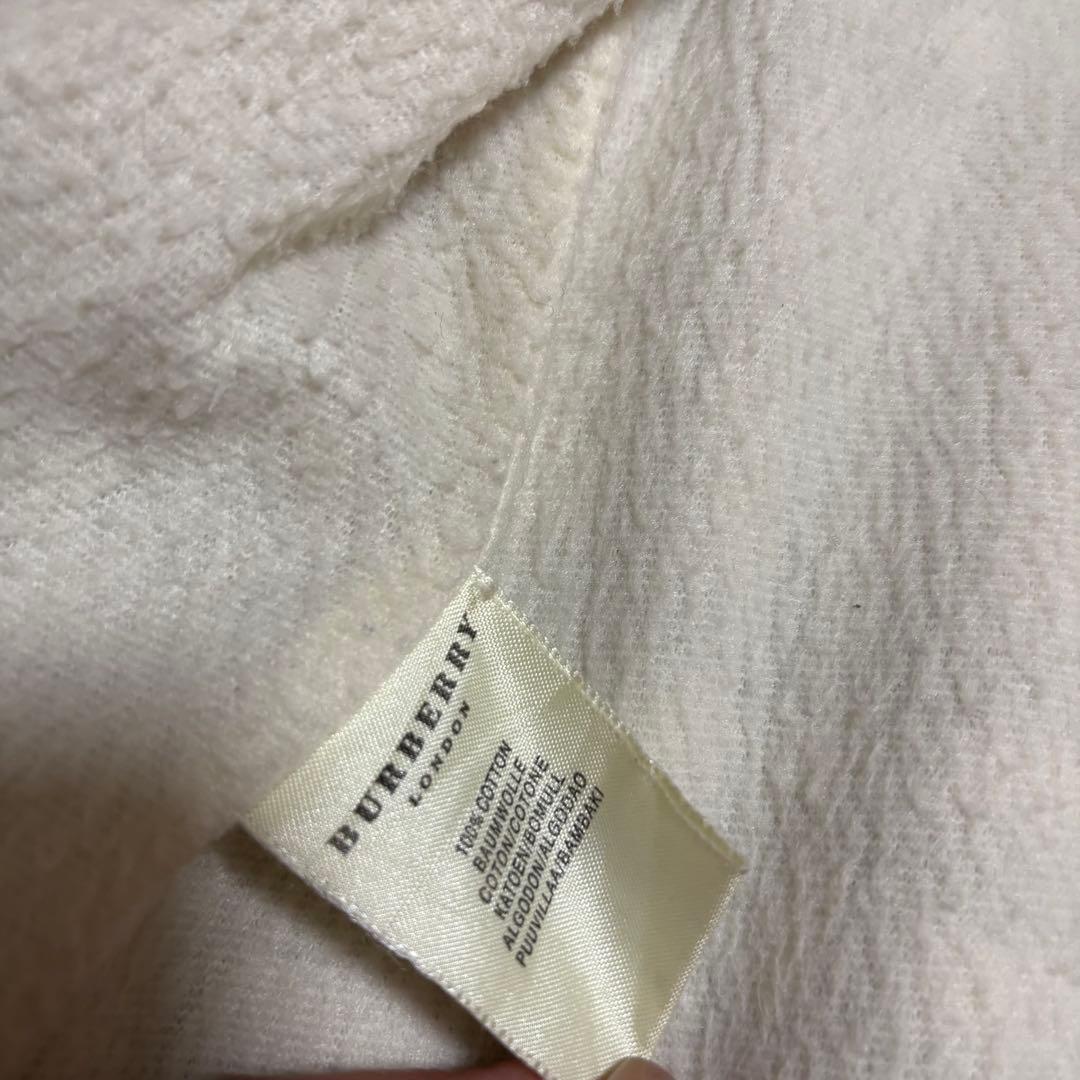 BURBERRY
LONDON
100% COTTON
BAUMWOLLE
COTON/COTONE
KATOEN/BOMULL
ALGODON/ALGODÃO
PUUVILLAA/BAMBAKI